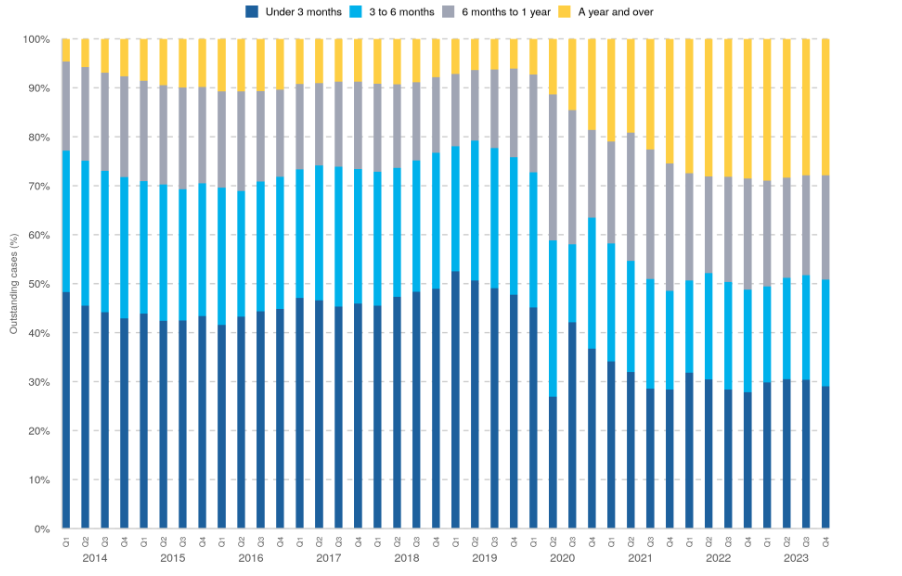 Under 3 months 3 to 6 months 6 months to 1 year A year and over
100%
90%
80%
70%
60%
50%
40%
30%
20%
10%
0%
Outstanding cases (%)
Q1 Q2 Q3 Q4 Q1 Q2 Q3 Q4 Q1 Q2 Q3 Q4 Q1 Q2 Q3 Q4 Q1 Q2 Q3 Q4 Q1 Q2 Q3 Q4 Q1 Q2 Q3 Q4 Q1 Q2 Q3 Q4 Q1 Q2 Q3 Q4 Q1 Q2 Q3 Q4
2014 2015 2016 2017 2018 2019 2020 2021 2022 2023